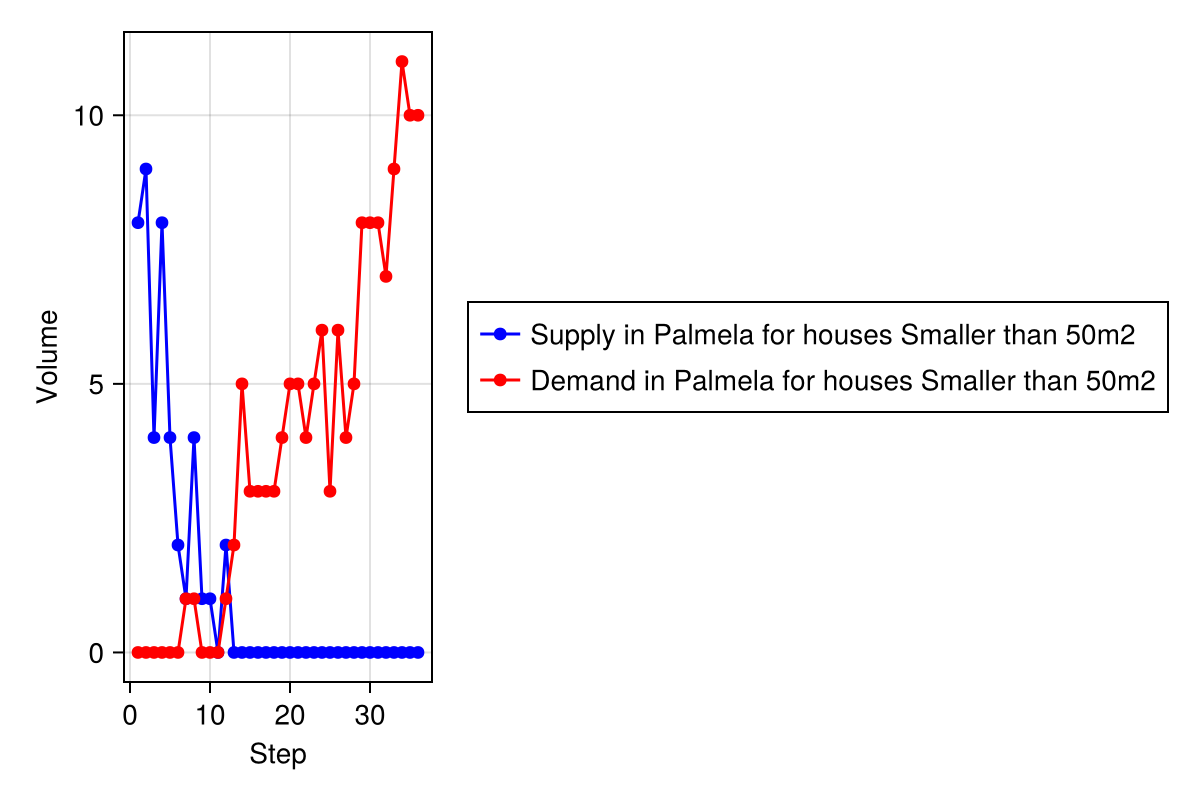 10
5
0
Volume
0 10 20 30
Step
Supply in Palmela for houses Smaller than 50m2
Demand in Palmela for houses Smaller than 50m2